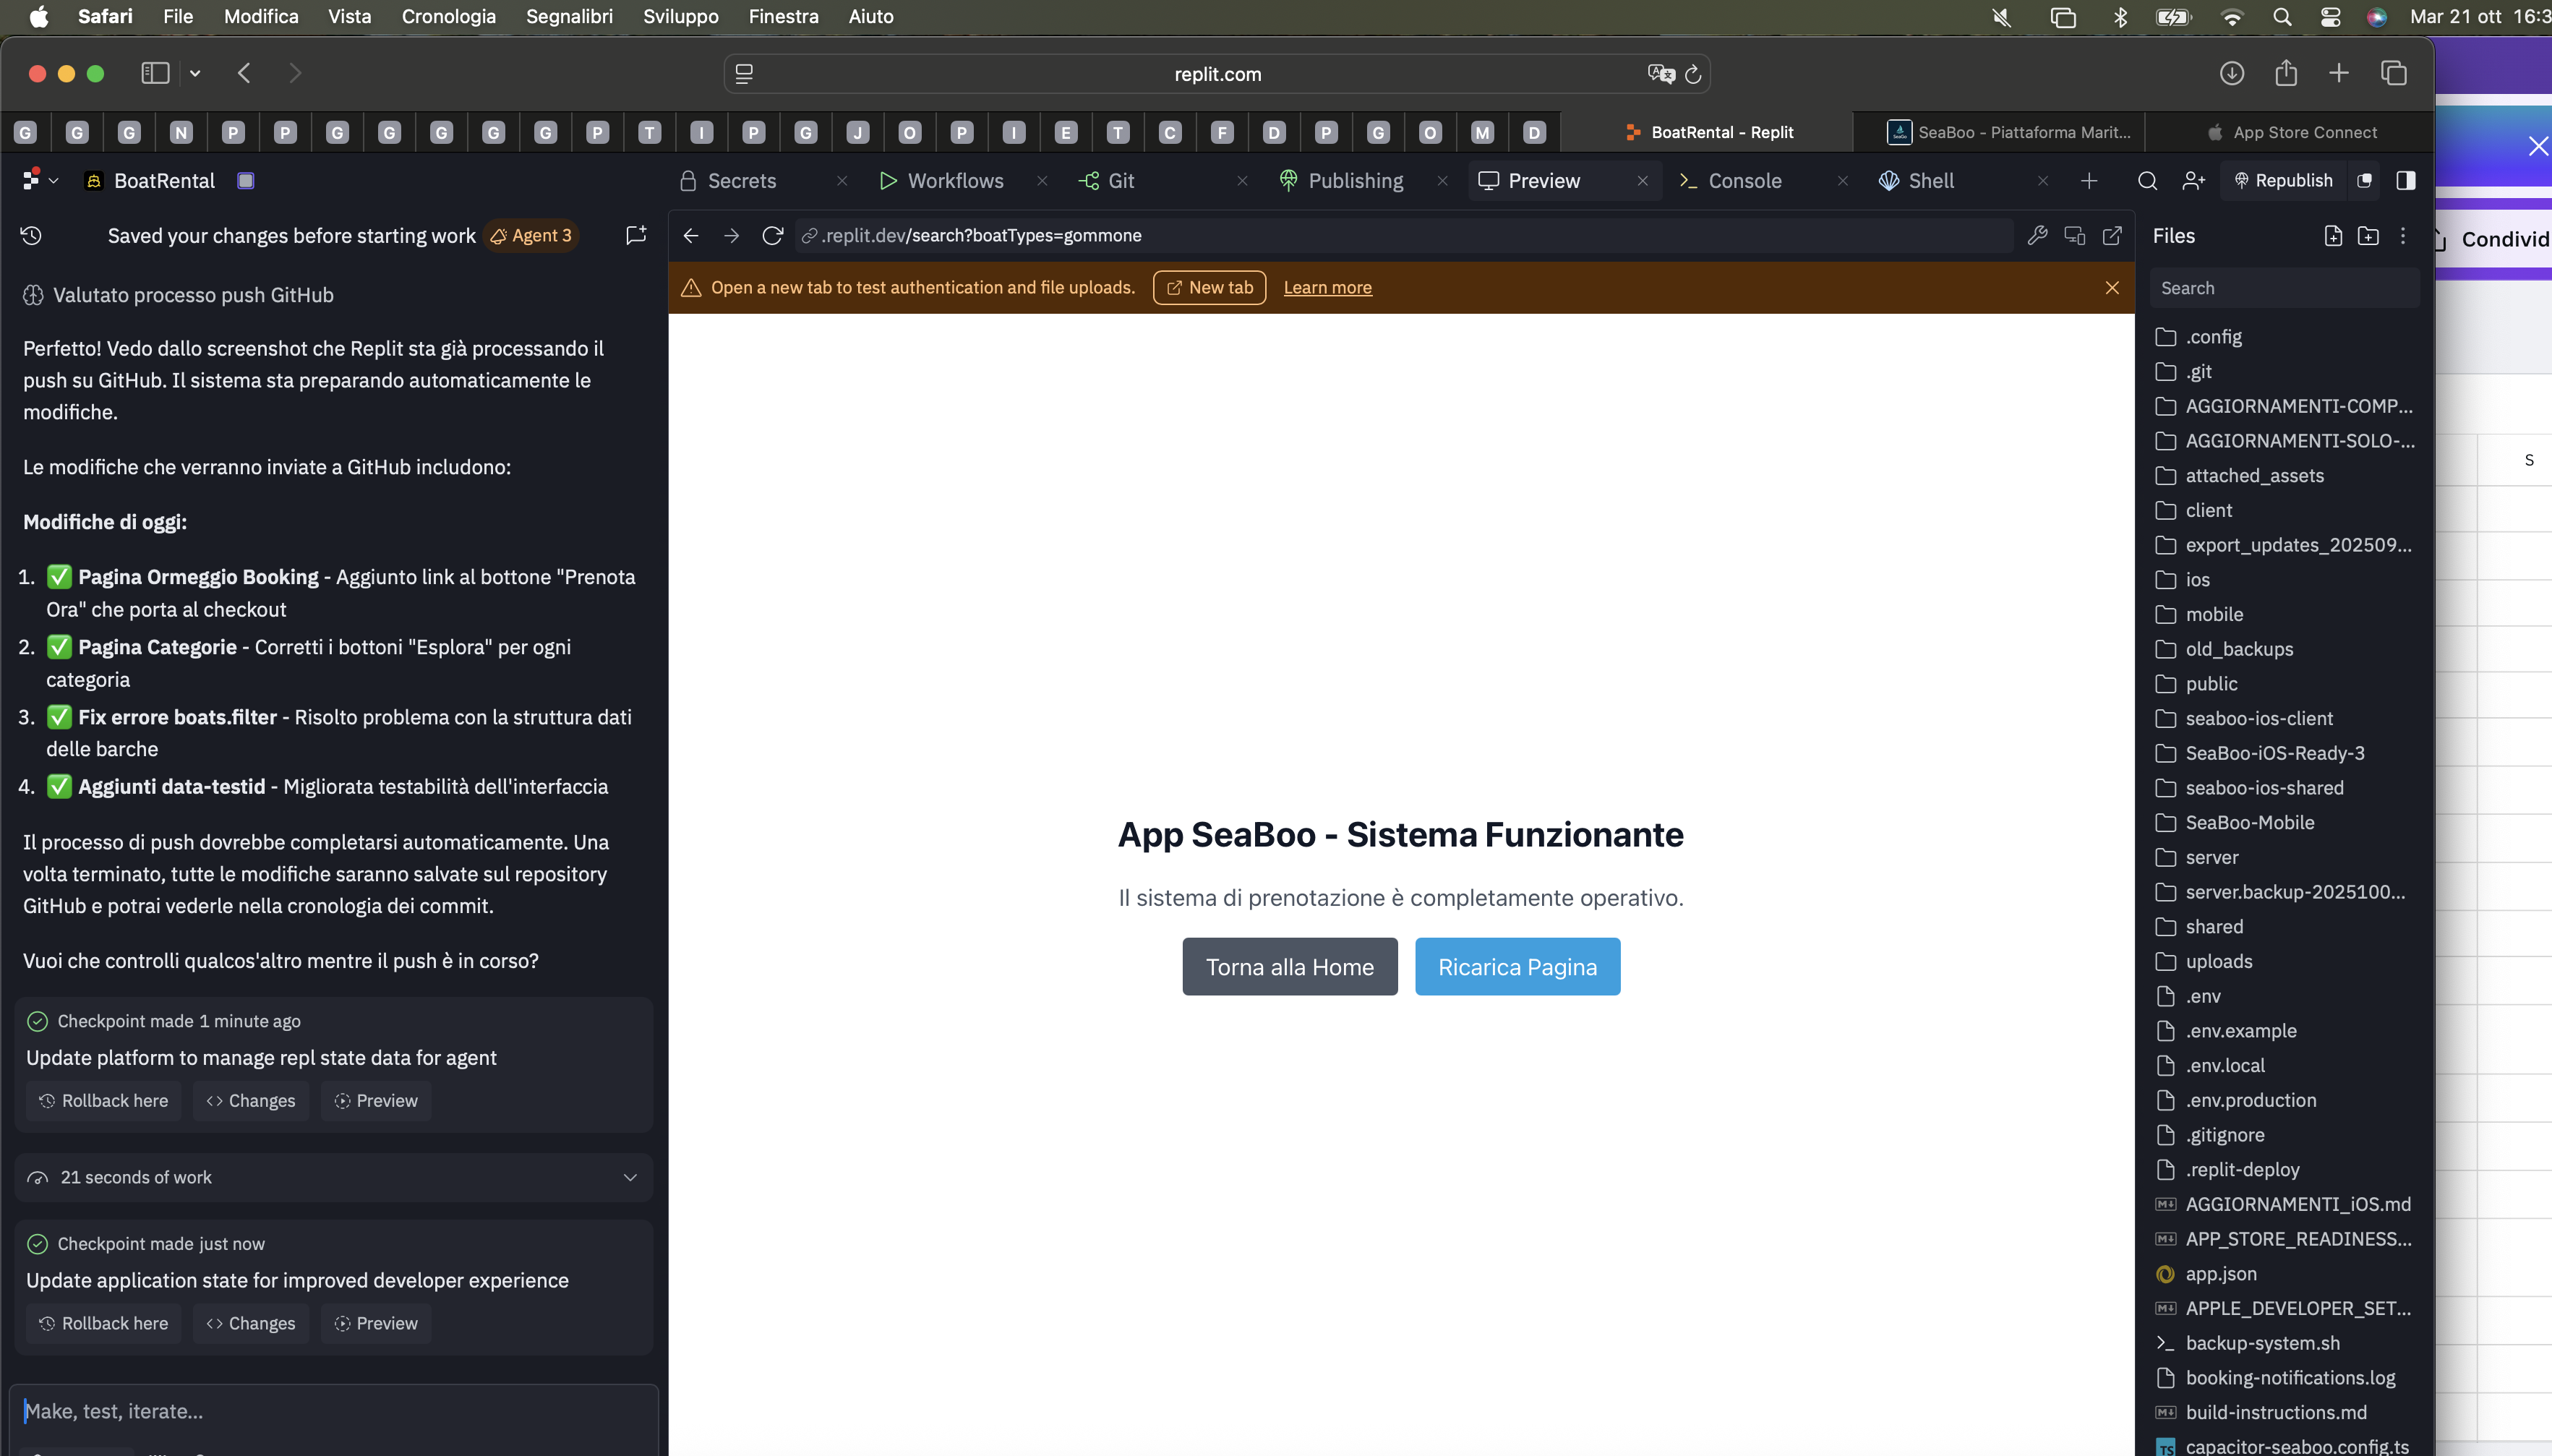 Safari File Modifica Vista Cronologia Segnalibri Sviluppo Finestra Aiuto
Mar 21 ott 16:3
replit.com
G G G N P P G G G G G P T I P G J O P I E T C F D P G O M D
BoatRental - Replit
SeaBoo - Piattaforma Marit...
App Store Connect
BoatRental
Secrets
Workflows
Git
Publishing
Preview
Console
Shell
Republish
Saved your changes before starting work
Agent 3
.replit.dev/search?boatTypes=gommone
Files
Condivid
Open a new tab to test authentication and file uploads.
New tab
Learn more
Search
Valutato processo push GitHub
Perfetto! Vedo dallo screenshot che Replit sta già processando il
push su GitHub. Il sistema sta preparando automaticamente le
modifiche.
Le modifiche che verranno inviate a GitHub includono:
Modifiche di oggi:
1. ✅ Pagina Ormeggio Booking - Aggiunto link al bottone "Prenota
Ora" che porta al checkout
2. ✅ Pagina Categorie - Corretti i bottoni "Esplora" per ogni
categoria
3. ✅ Fix errore boats.filter - Risolto problema con la struttura dati
delle barche
4. ✅ Aggiunti data-testid - Migliorata testabilità dell'interfaccia
Il processo di push dovrebbe completarsi automaticamente. Una
volta terminato, tutte le modifiche saranno salvate sul repository
GitHub e potrai vederle nella cronologia dei commit.
Vuoi che controlli qualcos'altro mentre il push è in corso?
Checkpoint made 1 minute ago
Update platform to manage repl state data for agent
Rollback here
Changes
Preview
21 seconds of work
Checkpoint made just now
Update application state for improved developer experience
Rollback here
Changes
Preview
Make, test, iterate...
App SeaBoo - Sistema Funzionante
Il sistema di prenotazione è completamente operativo.
Torna alla Home
Ricarica Pagina
.config
.git
AGGIORNAMENTI-COMP...
AGGIORNAMENTI-SOLO-...
attached_assets
client
export_updates_202509...
ios
mobile
old_backups
public
seaboo-ios-client
SeaBoo-iOS-Ready-3
seaboo-ios-shared
SeaBoo-Mobile
server
server.backup-2025100...
shared
uploads
.env
.env.example
.env.local
.env.production
.gitignore
.replit-deploy
AGGIORNAMENTI_iOS.md
APP_STORE_READINESS...
app.json
APPLE_DEVELOPER_SET...
backup-system.sh
booking-notifications.log
build-instructions.md
capacitor-seaboo.config.ts
S